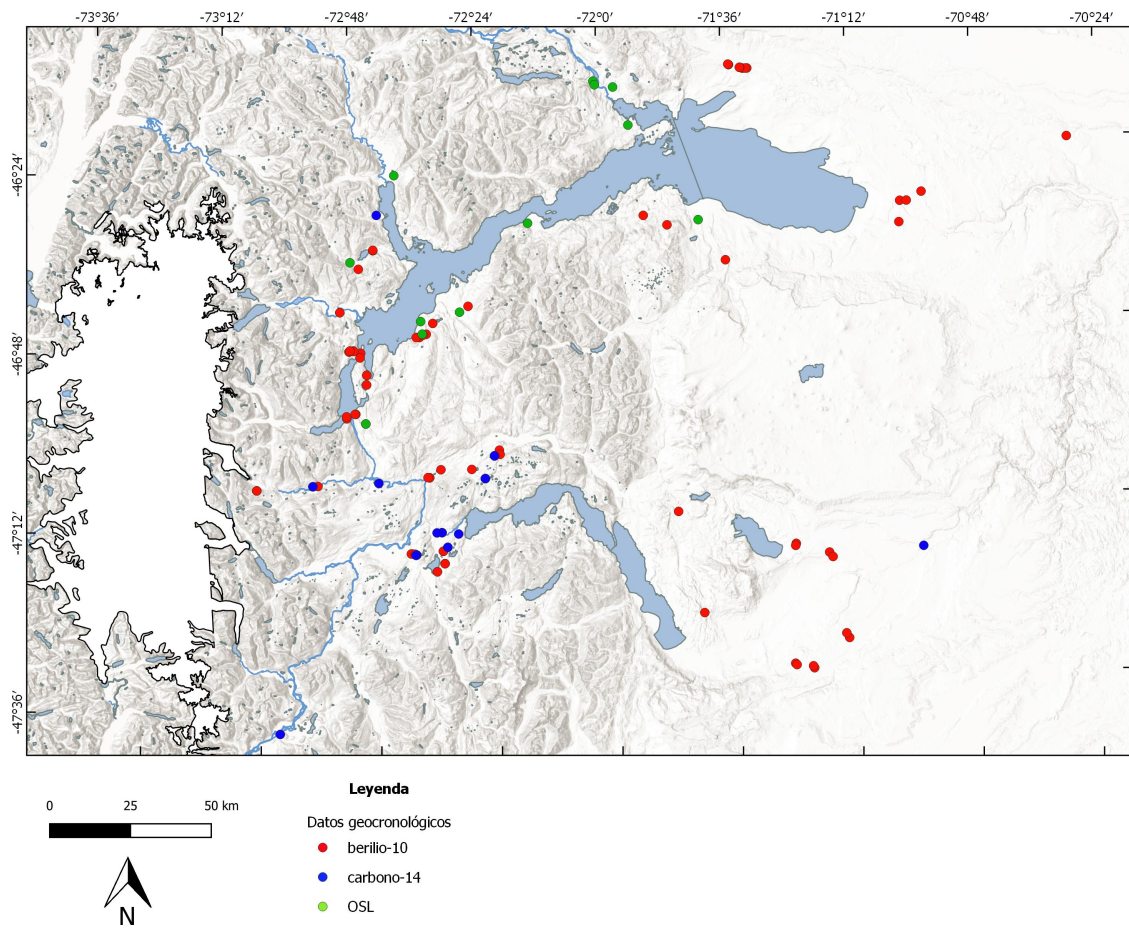 -73°36' -73°12' -72°48' -72°24' -72°0' -71°36' -71°12' -70°48' -70°24'
-46°24'
-46°48'
-47°12'
-47°36'
Leyenda
0 25 50 km
Datos geocronológicos
berilio-10
carbono-14
OSL
N